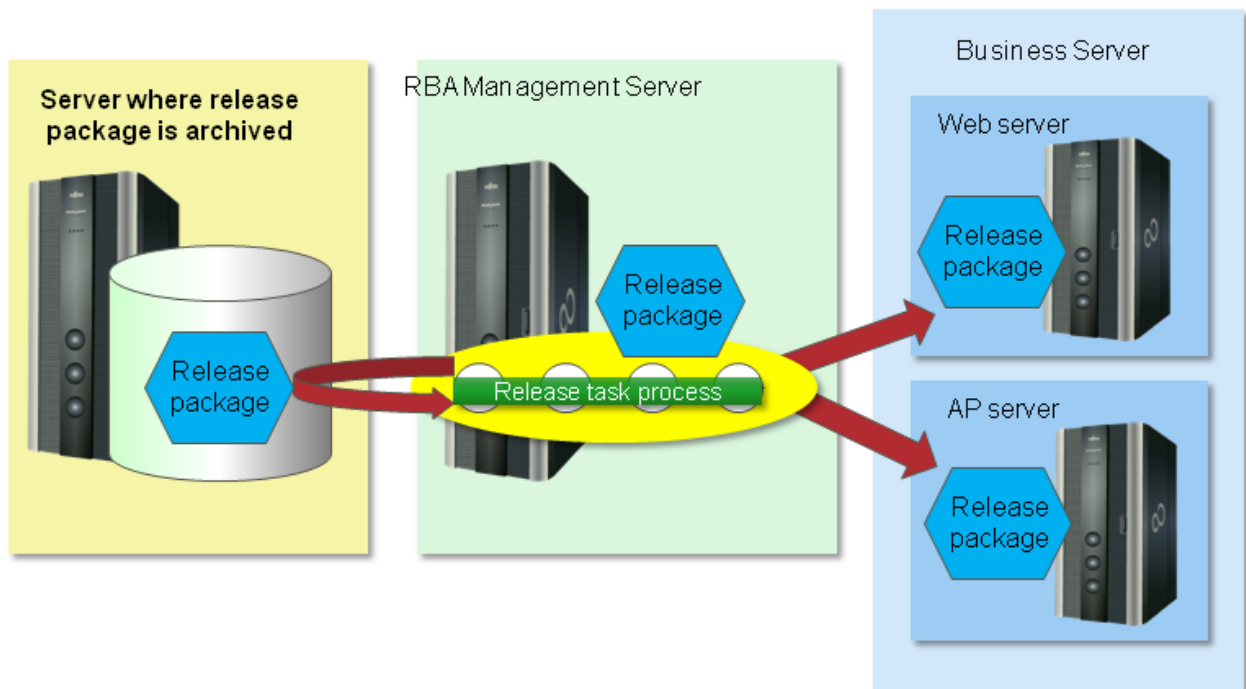 Server where release
package is archived
Release
package
RBA Management Server
Release
package
Release task process
Business Server
Web server
Release
package
AP server
Release
package